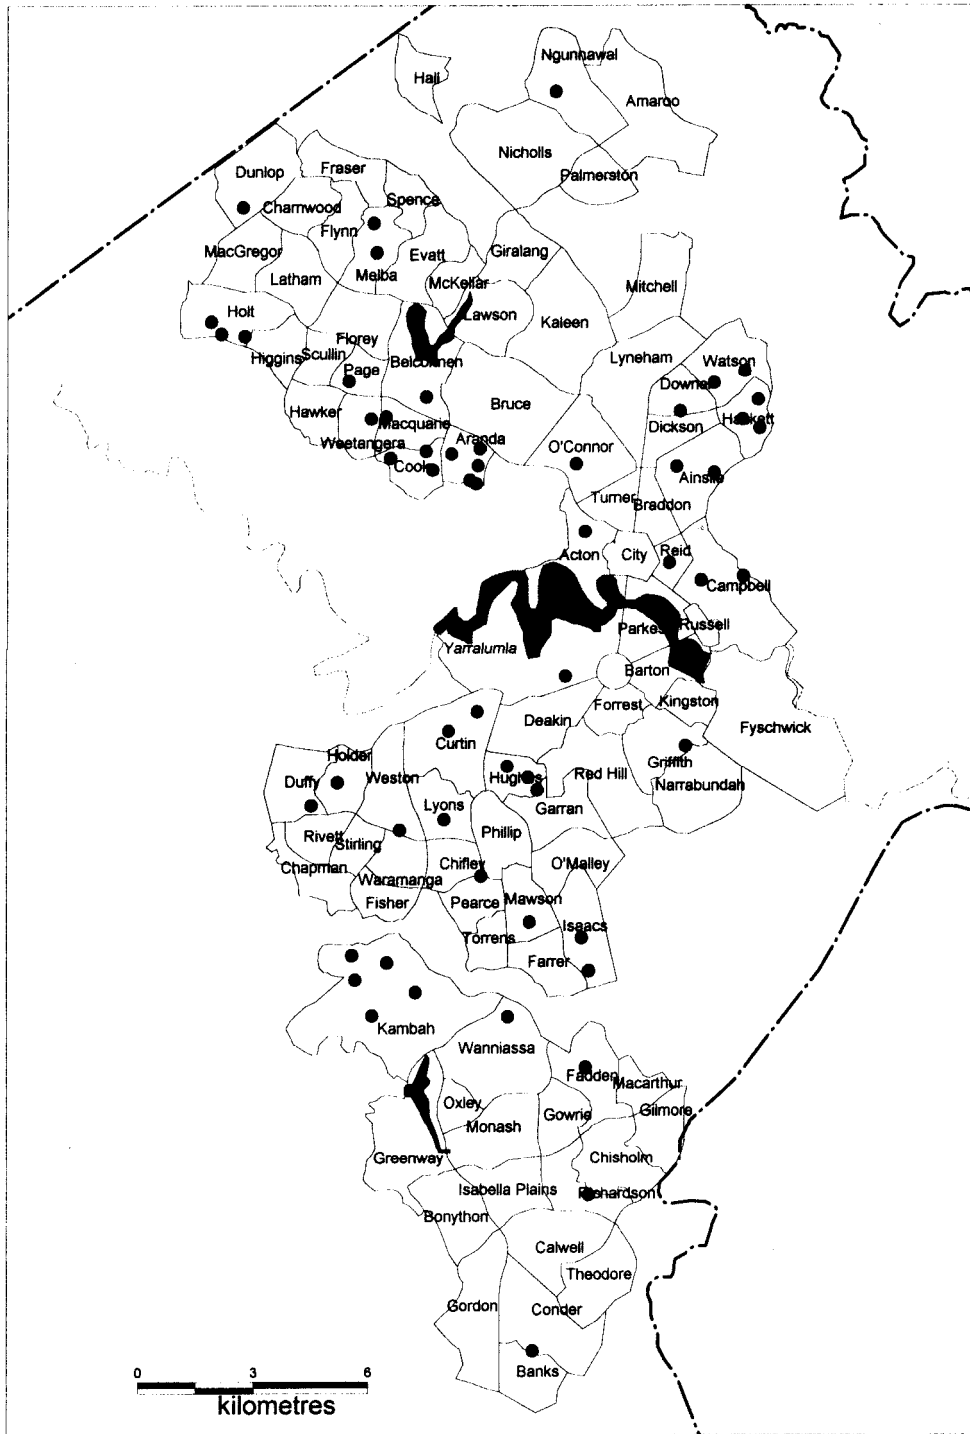 Hall
Ngunnawal
Amaroo
Nicholls
Palmerston
Dunlop
Fraser
Charnwood
Spence
Flynn
MacGregor
Evatt
Giralang
Latham
Melba
McKellar
Mitchell
Holt
Lawson
Kaleen
Florey
Scullin
Higgins
Belconnen
Lyneham
Watson
Page
Downer
Hawker
Bruce
Macquarie
Dickson
Hackett
Weetangera
Aranda
O'Connor
Cook
Ainslie
Turner
Braddon
Acton
City
Reid
Campbell
Parkes
Russell
Yarralumla
Barton
Forrest
Kingston
Deakin
Fyschwick
Curtin
Holder
Griffith
Duffy
Weston
Hughes
Red Hill
Narrabundah
Lyons
Garran
Rivett
Phillip
Stirling
Chapman
Chifley
O'Malley
Waramanga
Fisher
Pearce
Mawson
Isaacs
Torrens
Farrer
Kambah
Wanniassa
Fadden
Macarthur
Oxley
Gowrie
Gilmore
Monash
Greenway
Chisholm
Isabella Plains
Richardson
Bonython
Calwell
Theodore
Gordon
Conder
Banks
0 3 6
kilometres